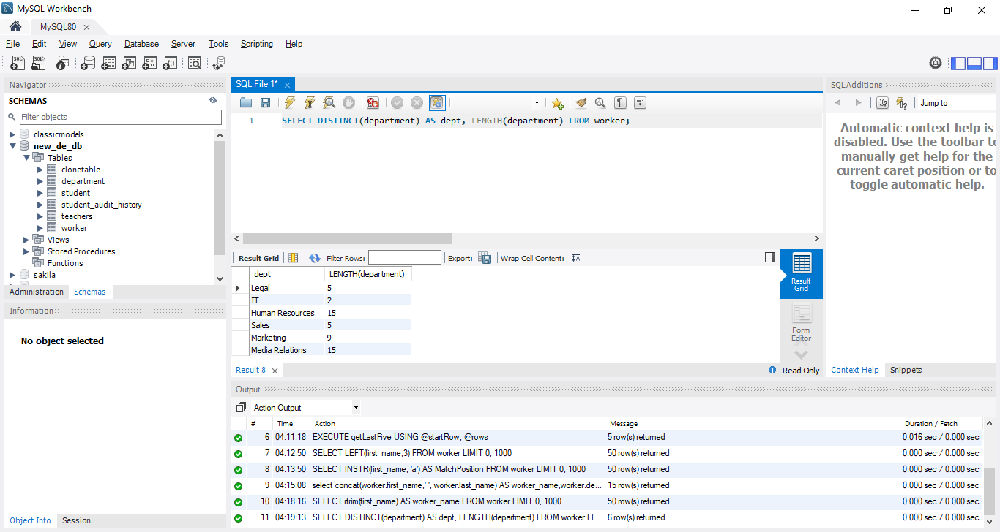 MySQL Workbench
MySQL80
File Edit View Query Database Server Tools Scripting Help
Navigator
SCHEMAS
Filter objects
classicmodels
new_de_db
Tables
clonetable
department
student
student_audit_history
teachers
worker
Views
Stored Procedures
Functions
sakila
Administration Schemas
Information
No object selected
Object Info Session
SQL File 1*
1 SELECT DISTINCT(department) AS dept, LENGTH(department) FROM worker;
Result Grid Filter Rows: Export: Wrap Cell Content:
dept LENGTH(department)
Legal 5
IT 2
Human Resources 15
Sales 5
Marketing 9
Media Relations 15
Result
Grid
Form
Editor
Result 8 Read Only
SQLAdditions
Jump to
Automatic context help is
disabled. Use the toolbar to
manually get help for the
current caret position or to
toggle automatic help.
Context Help Snippets
Output
Action Output
# Time Action Message Duration / Fetch
6 04:11:18 EXECUTE getLastFive USING @startRow, @rows 5 row(s) returned 0.016 sec / 0.000 sec
7 04:12:50 SELECT LEFT(first_name,3) FROM worker LIMIT 0, 1000 50 row(s) returned 0.000 sec / 0.000 sec
8 04:13:50 SELECT INSTR(first_name, 'a') AS MatchPosition FROM worker LIMIT 0, 1000 50 row(s) returned 0.000 sec / 0.000 sec
9 04:15:08 select concat(worker.first_name,' ', worker.last_name) AS worker_name,worker.de... 15 row(s) returned 0.000 sec / 0.000 sec
10 04:18:16 SELECT rtrim(first_name) AS worker_name FROM worker LIMIT 0, 1000 50 row(s) returned 0.000 sec / 0.000 sec
11 04:19:13 SELECT DISTINCT(department) AS dept, LENGTH(department) FROM worker LI... 6 row(s) returned 0.000 sec / 0.000 sec